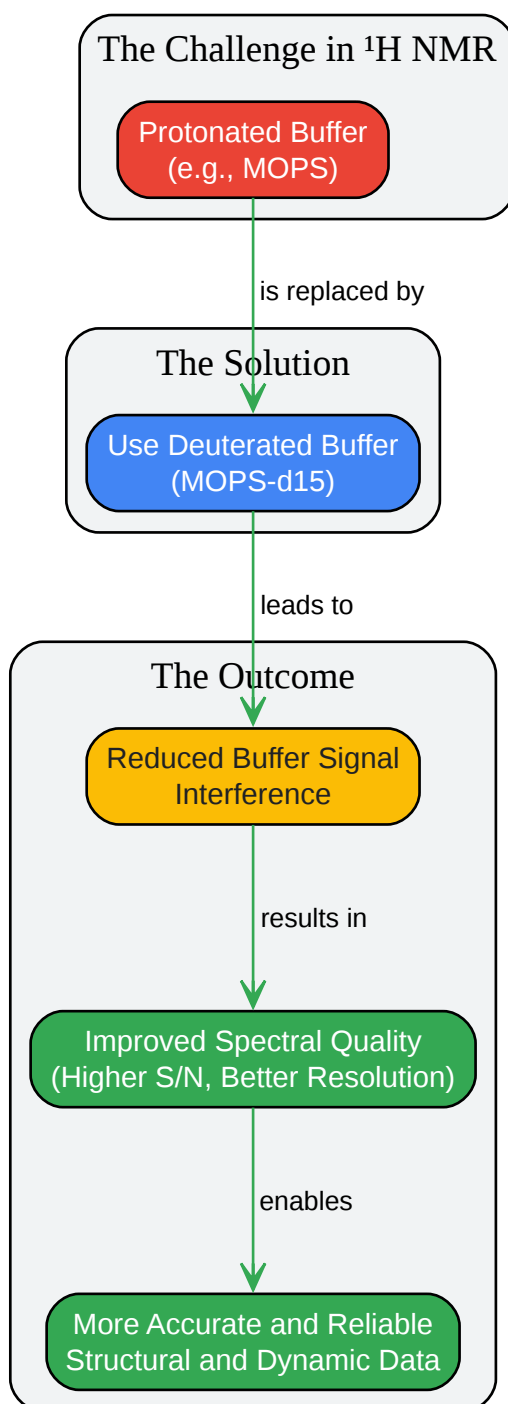 The Challenge in ¹H NMR
Protonated Buffer
(e.g., MOPS)
is replaced by
The Solution
Use Deuterated Buffer
(MOPS-d15)
leads to
The Outcome
Reduced Buffer Signal
Interference
results in
Improved Spectral Quality
(Higher S/N, Better Resolution)
enables
More Accurate and Reliable
Structural and Dynamic Data